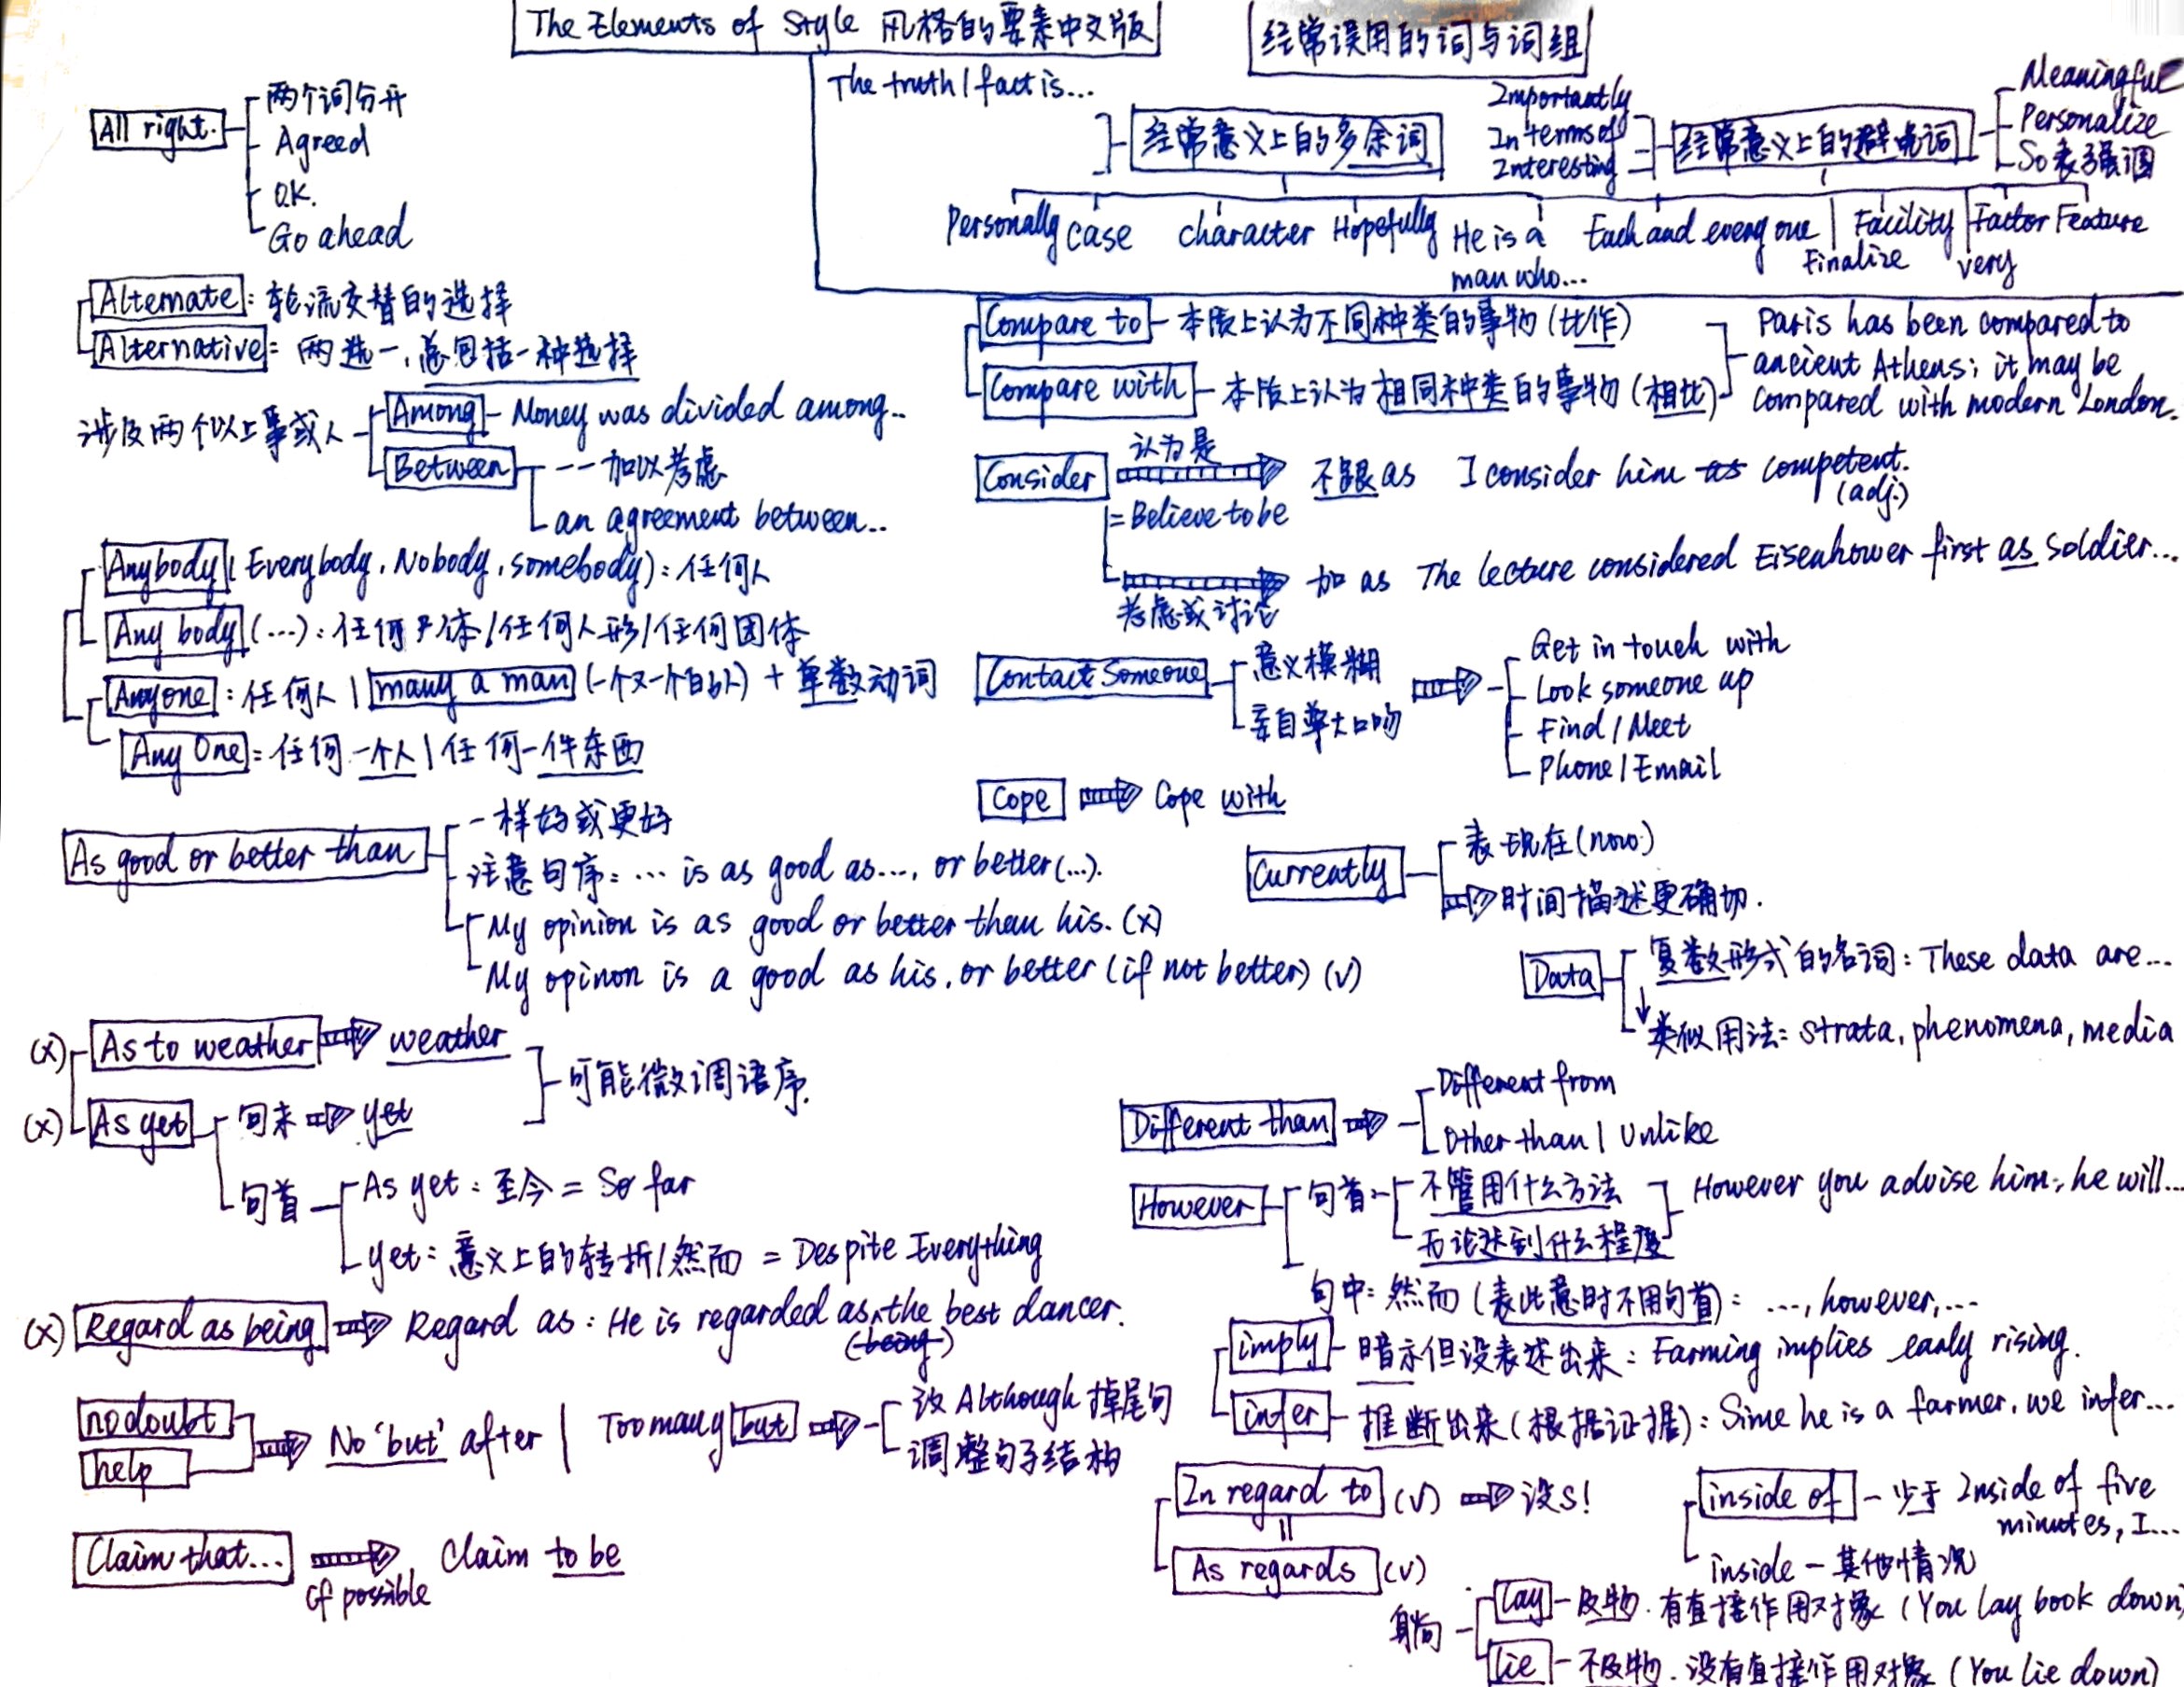 The Elements of Style 风格的要素中文版
经常误用的词与词组
The truth / fact is...
经常意义上的多余词
Personally
case
character
Hopefully
He is a
man who...
Each and every one
Facility
Finalize
Factor
Feature
very
Importantly
In terms of
Interesting
经常意义上的避免词
Meaningful
Personalize
So表强调
All right.
两个词分开
Agreed
OK.
Go ahead
Alternate: 轮流交替的选择
Alternative: 两选一,总包括一种选择
涉及两个以上事或人
Among - Money was divided among...
Between
一一加以考虑
an agreement between...
Anybody (Everybody, Nobody, somebody): 任何人
Any body (...): 任何尸体/任何人形/任何团体
Anyone: 任何人 | many a man (一个又一个的人) + 单数动词
Any One: 任何一个人 | 任何一件东西
As good or better than
一样好或更好
注意句序: ... is as good as..., or better (...).
My opinion is as good or better than his. (x)
My opinon is a good as his, or better (if not better) (√)
(x) As to weather weather
(x) As yet
句末 yet
可能微调语序.
句首
As yet: 至今 = So far
yet: 意义上的转折/然而 = Despite Everything
(x) Regard as being Regard as: He is regarded as the best dancer.
(being)
no doubt
help
No 'but' after
Too many but
改Although掉尾句
调整句子结构
Claim that...
if possible
Claim to be
Compare to - 本质上认为不同种类的事物 (比作)
Compare with - 本质上认为相同种类的事物 (相比)
Paris has been compared to
ancient Athens; it may be
compared with modern London.
Consider
认为是
不跟as I consider him as competent.
(adj.)
= Believe to be
考虑或讨论
加as The lecture considered Eisenhower first as soldier...
Contact Someone
意义模糊
妄自尊大口吻
Get in touch with
Look someone up
Find / Meet
Phone / Email
Cope Cope with
Currently
表现在 (now)
时间描述更确切.
Data
复数形式的名词: These data are...
类似用法: strata, phenomena, media
Different than
Different from
Other than | Unlike
However
句首:
不管用什么方法
无论达到什么程度
However you advise him, he will...
句中: 然而 (表此意时不用句首): ..., however, ...
imply - 暗示但没表述出来: Farming implies early rising.
infer - 推断出来 (根据证据): Sime he is a farmer, we infer...
In regard to (√) 没S!
=
As regards (√)
inside of - 少于 Inside of five
minutes, I...
inside - 其他情况
躺
Lay - 及物. 有直接作用对象 (You lay book down)
Lie - 不及物. 没有直接作用对象 (You lie down)